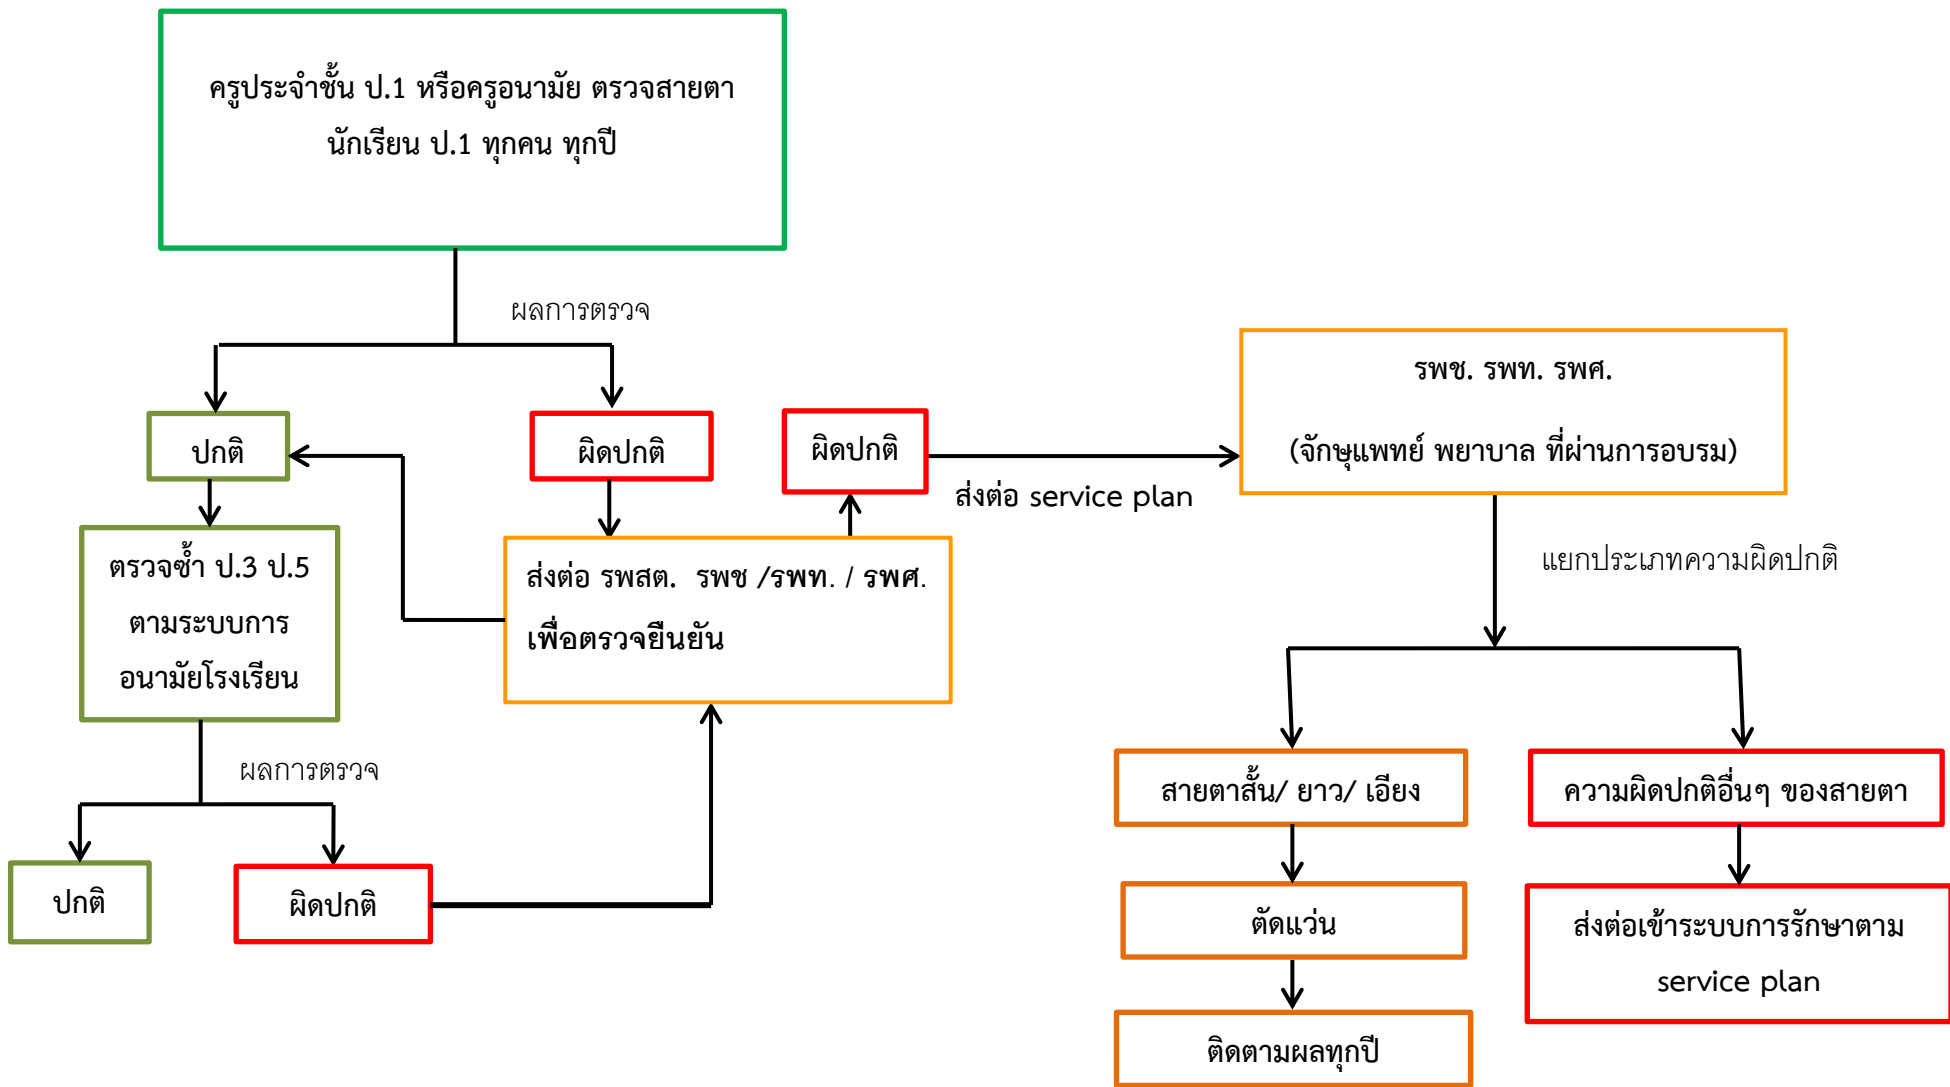 ครูประจำชั้น ป.1 หรือครูอนามัย ตรวจสายตา
นักเรียน ป.1 ทุกคน ทุกปี
ผลการตรวจ
ปกติ
ผิดปกติ
ผิดปกติ
ส่งต่อ service plan
รพช. รพท. รพศ.
(จักษุแพทย์ พยาบาล ที่ผ่านการอบรม)
ตรวจซ้ำ ป.3 ป.5
ตามระบบการ
อนามัยโรงเรียน
ส่งต่อ รพสต. รพช /รพท. / รพศ.
เพื่อตรวจยืนยัน
แยกประเภทความผิดปกติ
ผลการตรวจ
ปกติ
ผิดปกติ
สายตาสั้น/ ยาว/ เอียง
ความผิดปกติอื่นๆ ของสายตา
ตัดแว่น
ส่งต่อเข้าระบบการรักษาตาม
service plan
ติดตามผลทุกปี